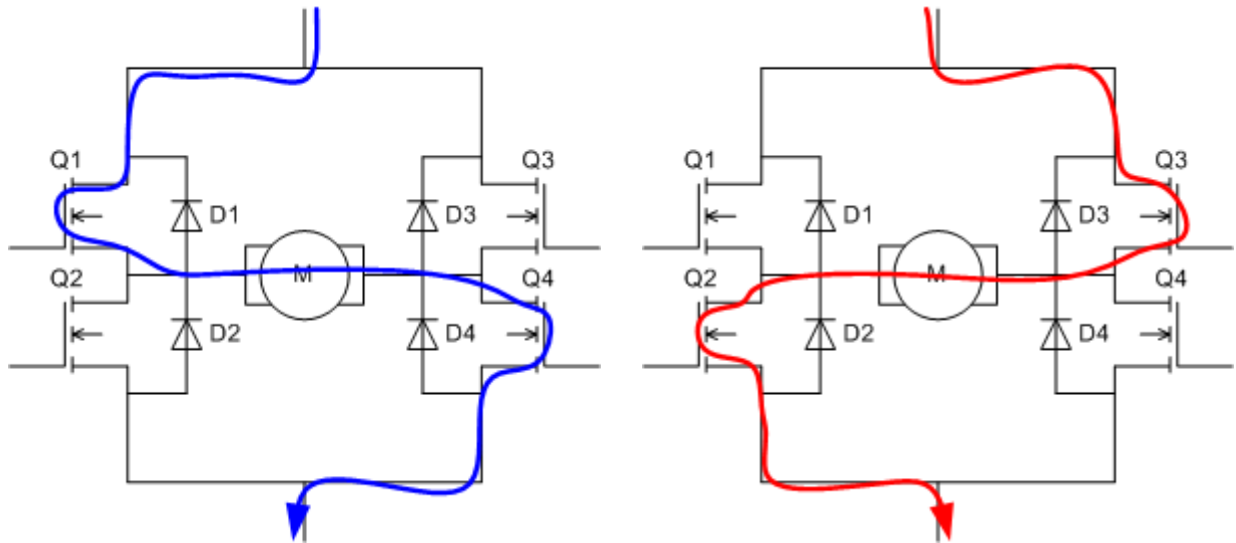 Q1 Q3 Q1 Q3
D1 D3 D1 D3
M M
Q2 Q4 Q2 Q4
D2 D4 D2 D4